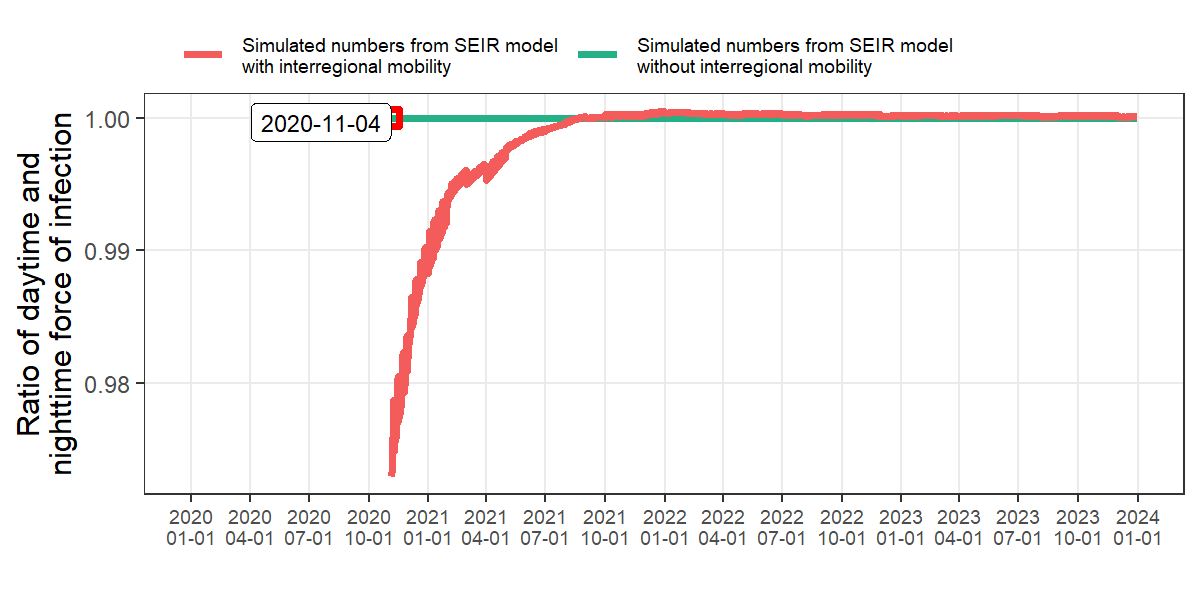 Simulated numbers from SEIR model
with interregional mobility
Simulated numbers from SEIR model
without interregional mobility
Ratio of daytime and
nighttime force of infection
1.00
0.99
0.98
2020-11-04
2020 2020 2020 2020 2021 2021 2021 2021 2022 2022 2022 2022 2023 2023 2023 2023 2024
01-01 04-01 07-01 10-01 01-01 04-01 07-01 10-01 01-01 04-01 07-01 10-01 01-01 04-01 07-01 10-01 01-01